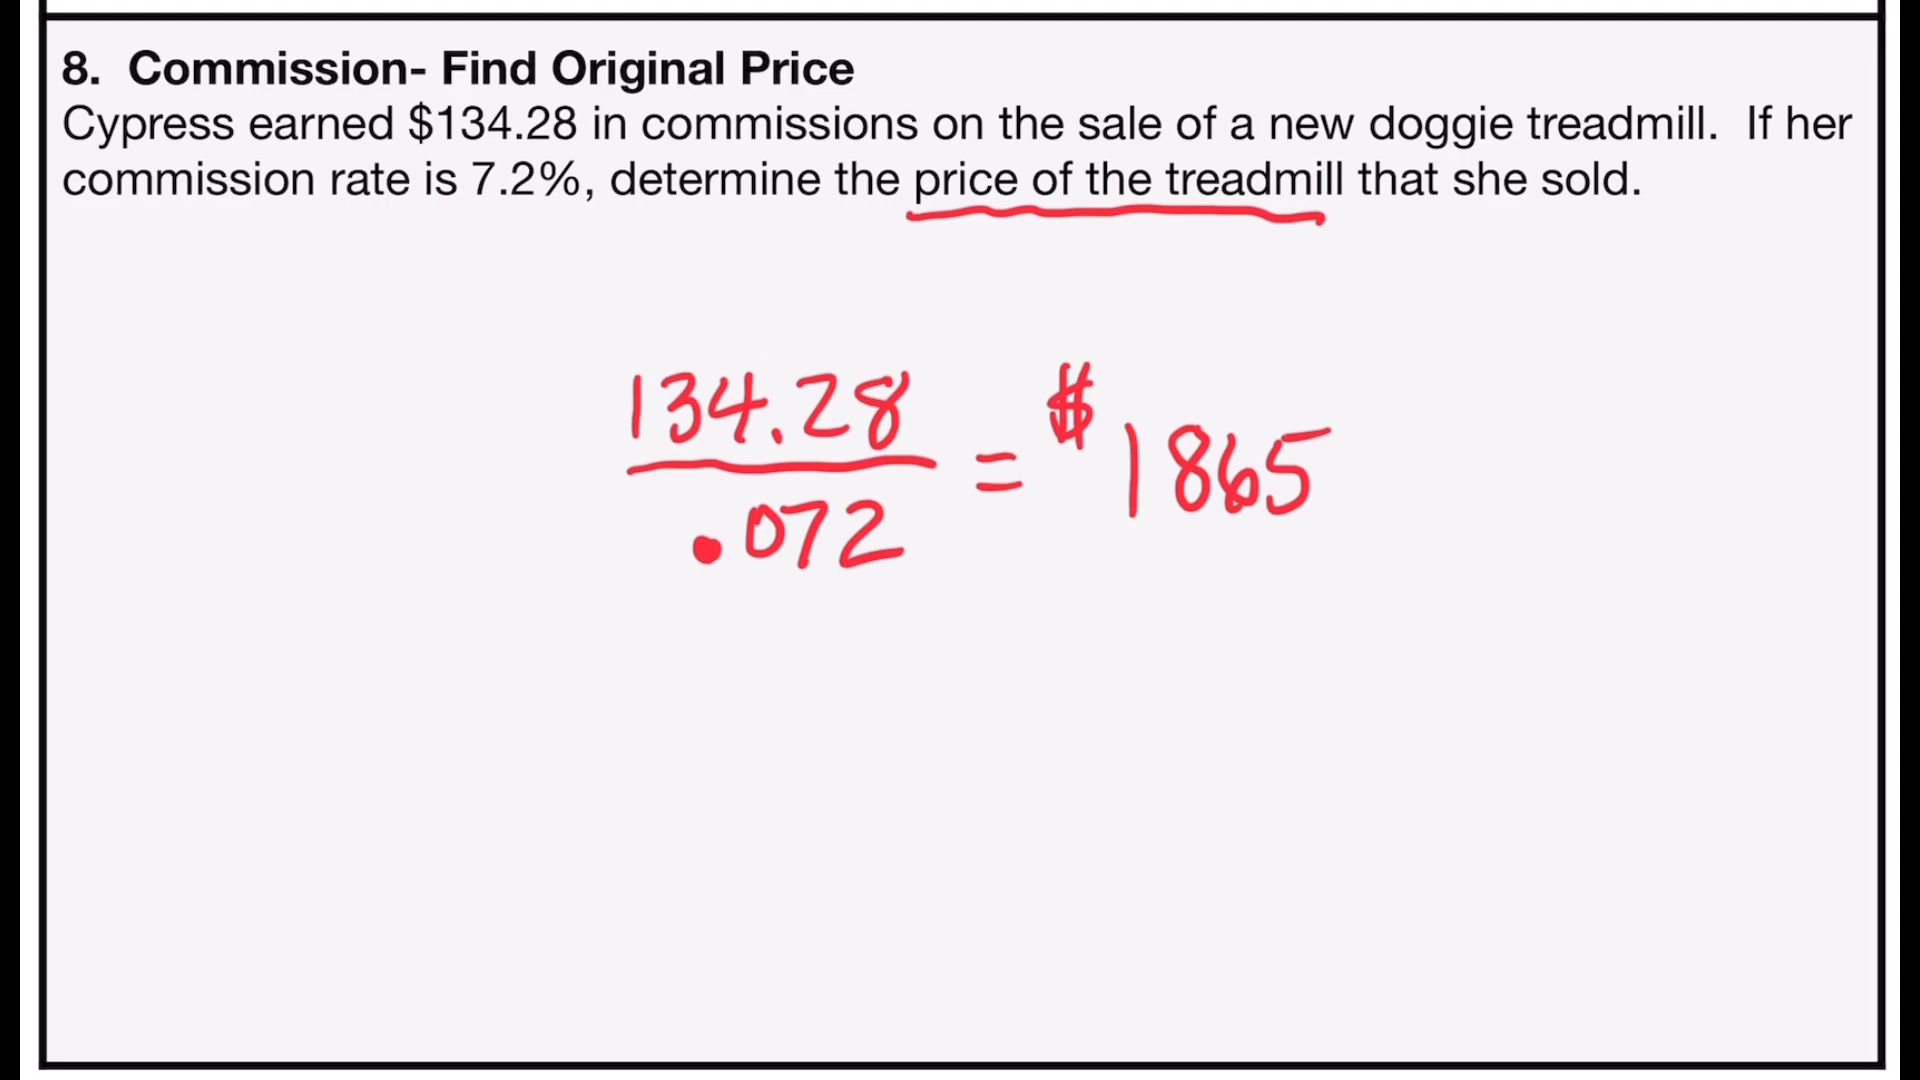 8. Commission- Find Original Price
Cypress earned $134.28 in commissions on the sale of a new doggie treadmill. If her
commission rate is 7.2%, determine the price of the treadmill that she sold.
134.28
.072
= $1865